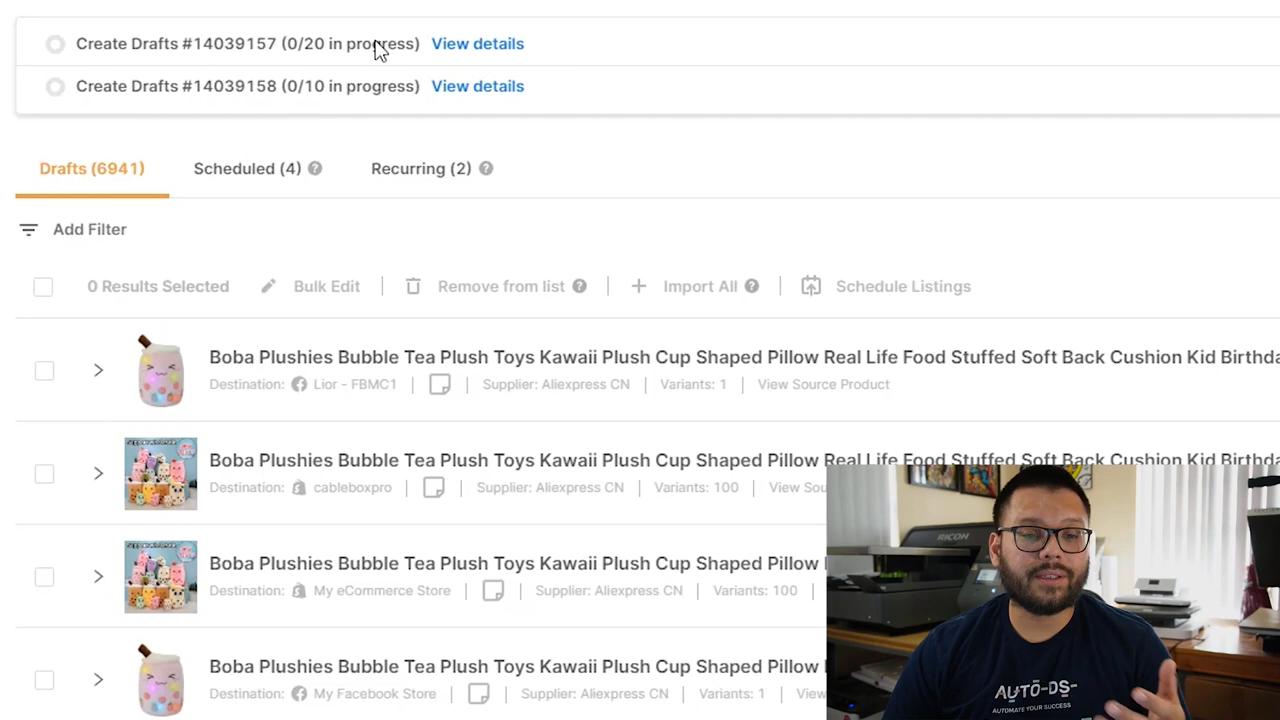 Create Drafts #14039157 (0/20 in progress) View details
Create Drafts #14039158 (0/10 in progress) View details
Drafts (6941) Scheduled (4) ? Recurring (2) ?
Add Filter
0 Results Selected Bulk Edit | Remove from list ? | Import All ? | Schedule Listings
Boba Plushies Bubble Tea Plush Toys Kawaii Plush Cup Shaped Pillow Real Life Food Stuffed Soft Back Cushion Kid Birthda
Destination: Lior - FBMC1 | | Supplier: Aliexpress CN | Variants: 1 | View Source Product
Boba Plushies Bubble Tea Plush Toys Kawaii Plush Cup Shaped Pillow Real Life Food Stuffed Soft Back Cushion Kid Birthda
Destination: cableboxpro | | Supplier: Aliexpress CN | Variants: 100 | View Sou
Boba Plushies Bubble Tea Plush Toys Kawaii Plush Cup Shaped Pillow
Destination: My eCommerce Store | | Supplier: Aliexpress CN | Variants: 100 |
Boba Plushies Bubble Tea Plush Toys Kawaii Plush Cup Shaped Pillow
Destination: My Facebook Store | | Supplier: Aliexpress CN | Variants: 1 | View
RICOH
AUTO-DS-
AUTOMATE YOUR SUCCESS